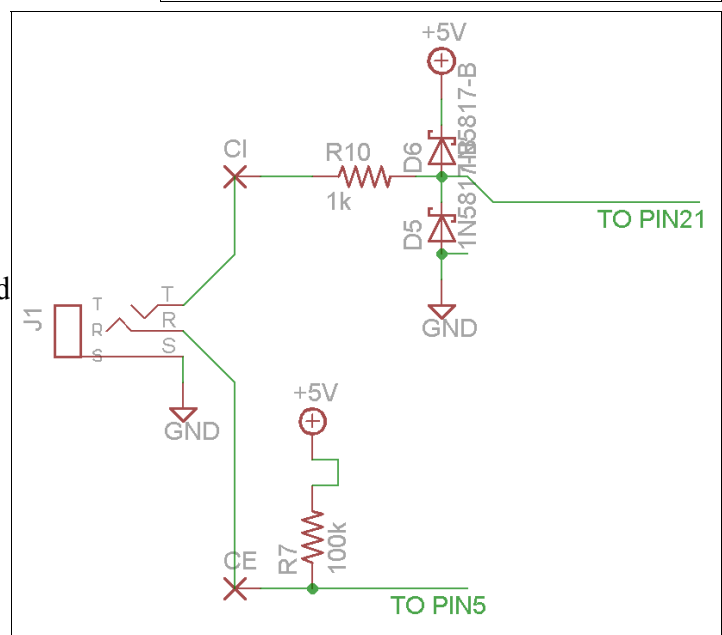 +5V
CI
R10
1k
D6
1N5817-B
D5
1N5817-B
TO PIN21
GND
d
J1
T
R
S
T
R
S
GND
+5V
R7
100k
CE
TO PIN5